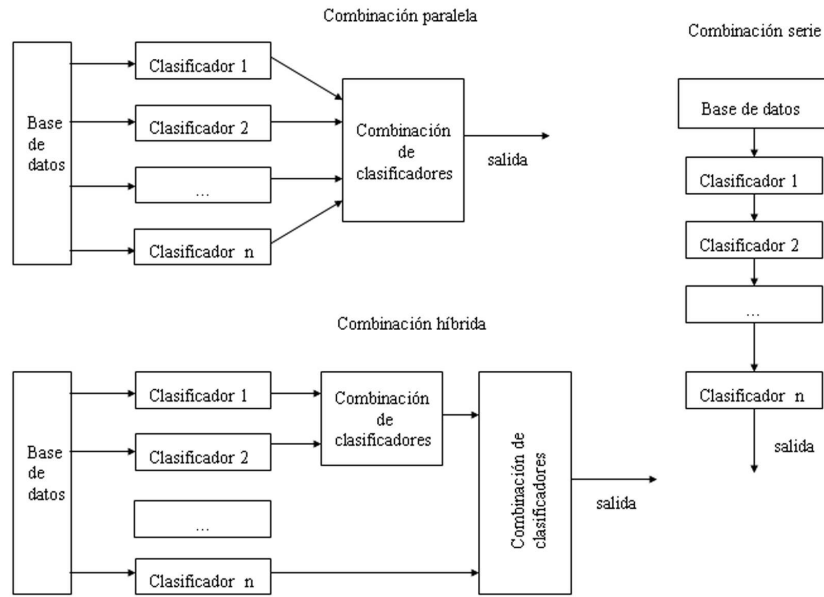 Combinación paralela
Base
de
datos
Clasificador 1
Clasificador 2
...
Clasificador n
Combinación
de
clasificadores
salida
Combinación serie
Base de datos
Clasificador 1
Clasificador 2
...
Clasificador n
salida
Combinación híbrida
Base
de
datos
Clasificador 1
Clasificador 2
...
Clasificador n
Combinación
de
clasificadores
Combinación de
clasificadores
salida